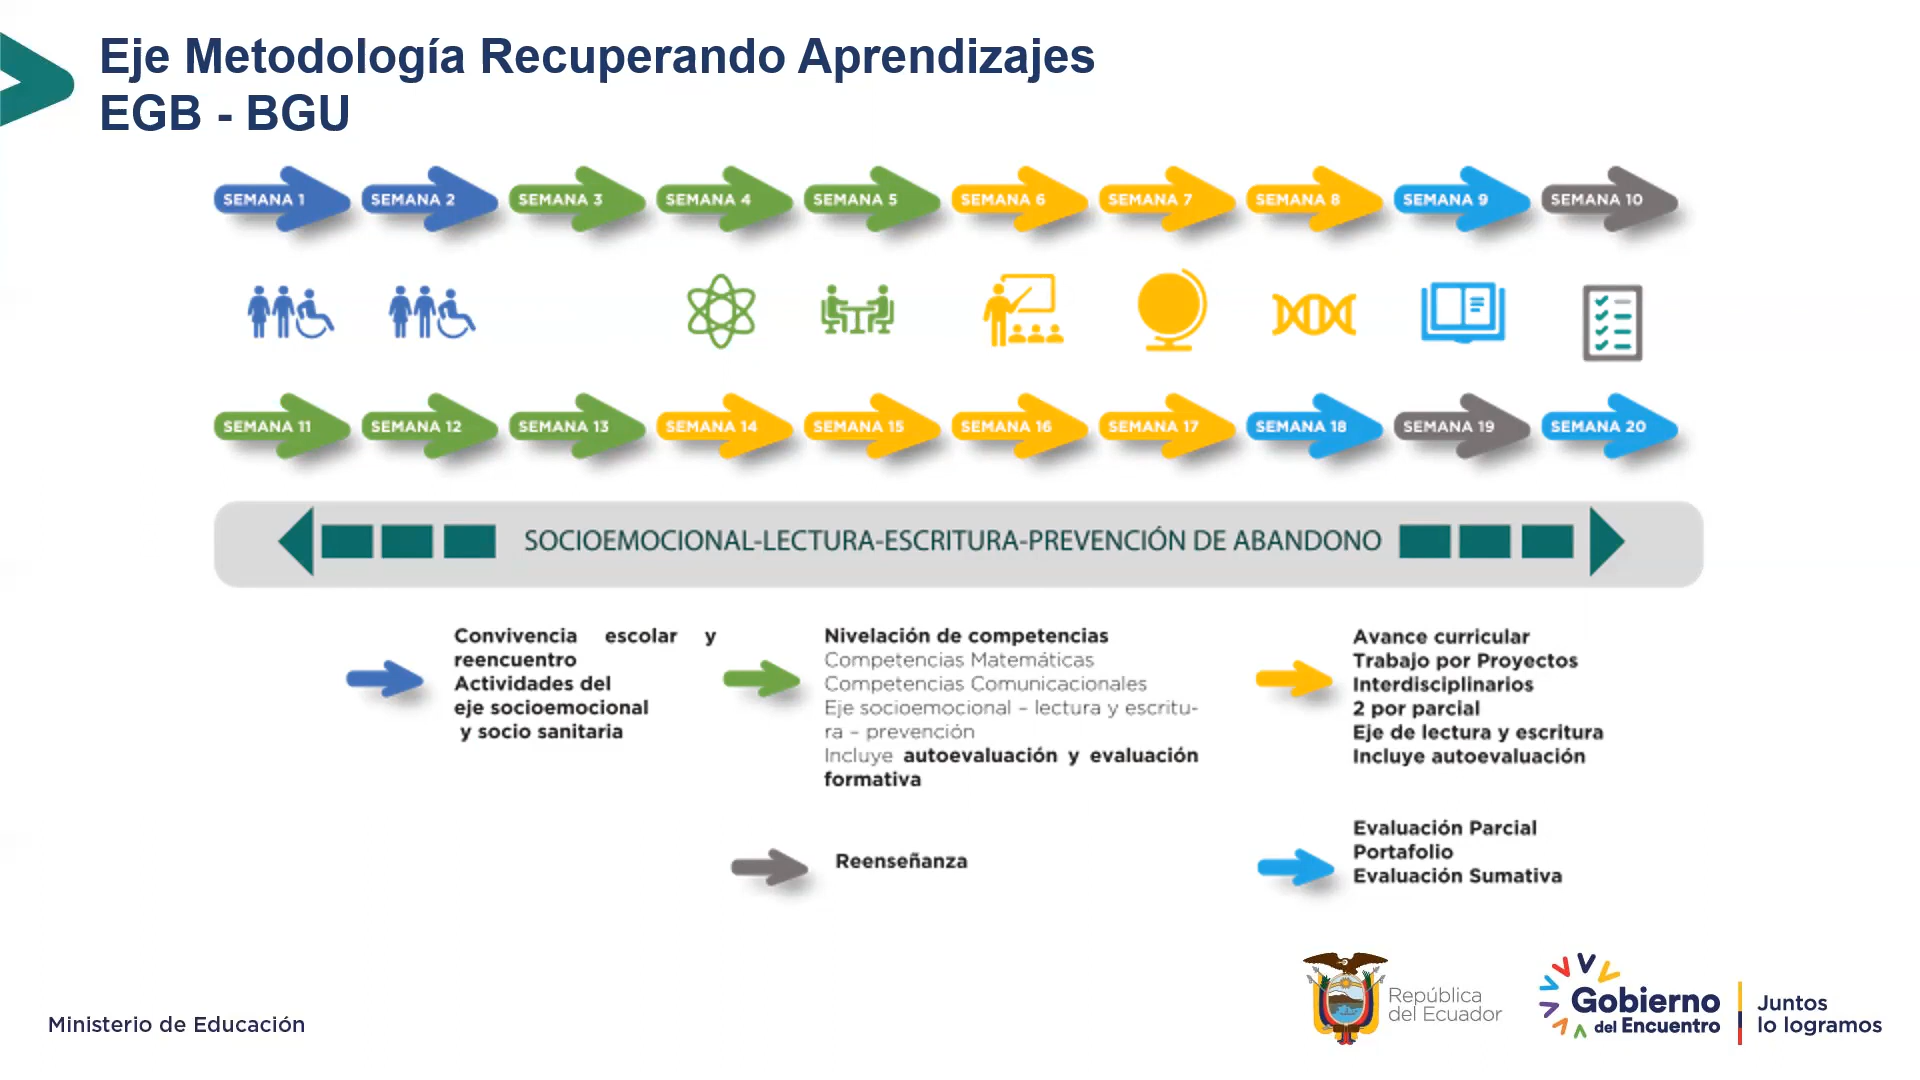 Eje Metodología Recuperando Aprendizajes
EGB - BGU
SEMANA 1 SEMANA 2 SEMANA 3 SEMANA 4 SEMANA 5 SEMANA 6 SEMANA 7 SEMANA 8 SEMANA 9 SEMANA 10
SEMANA 11 SEMANA 12 SEMANA 13 SEMANA 14 SEMANA 15 SEMANA 16 SEMANA 17 SEMANA 18 SEMANA 19 SEMANA 20
SOCIOEMOCIONAL-LECTURA-ESCRITURA-PREVENCIÓN DE ABANDONO
Convivencia escolar y
reencuentro
Actividades del
eje socioemocional
y socio sanitaria
Nivelación de competencias
Competencias Matemáticas
Competencias Comunicacionales
Eje socioemocional – lectura y escritu-
ra – prevención
Incluye autoevaluación y evaluación
formativa
Avance curricular
Trabajo por Proyectos
Interdisciplinarios
2 por parcial
Eje de lectura y escritura
Incluye autoevaluación
Reenseñanza
Evaluación Parcial
Portafolio
Evaluación Sumativa
Ministerio de Educación
República
del Ecuador
Gobierno
del Encuentro
Juntos
lo logramos